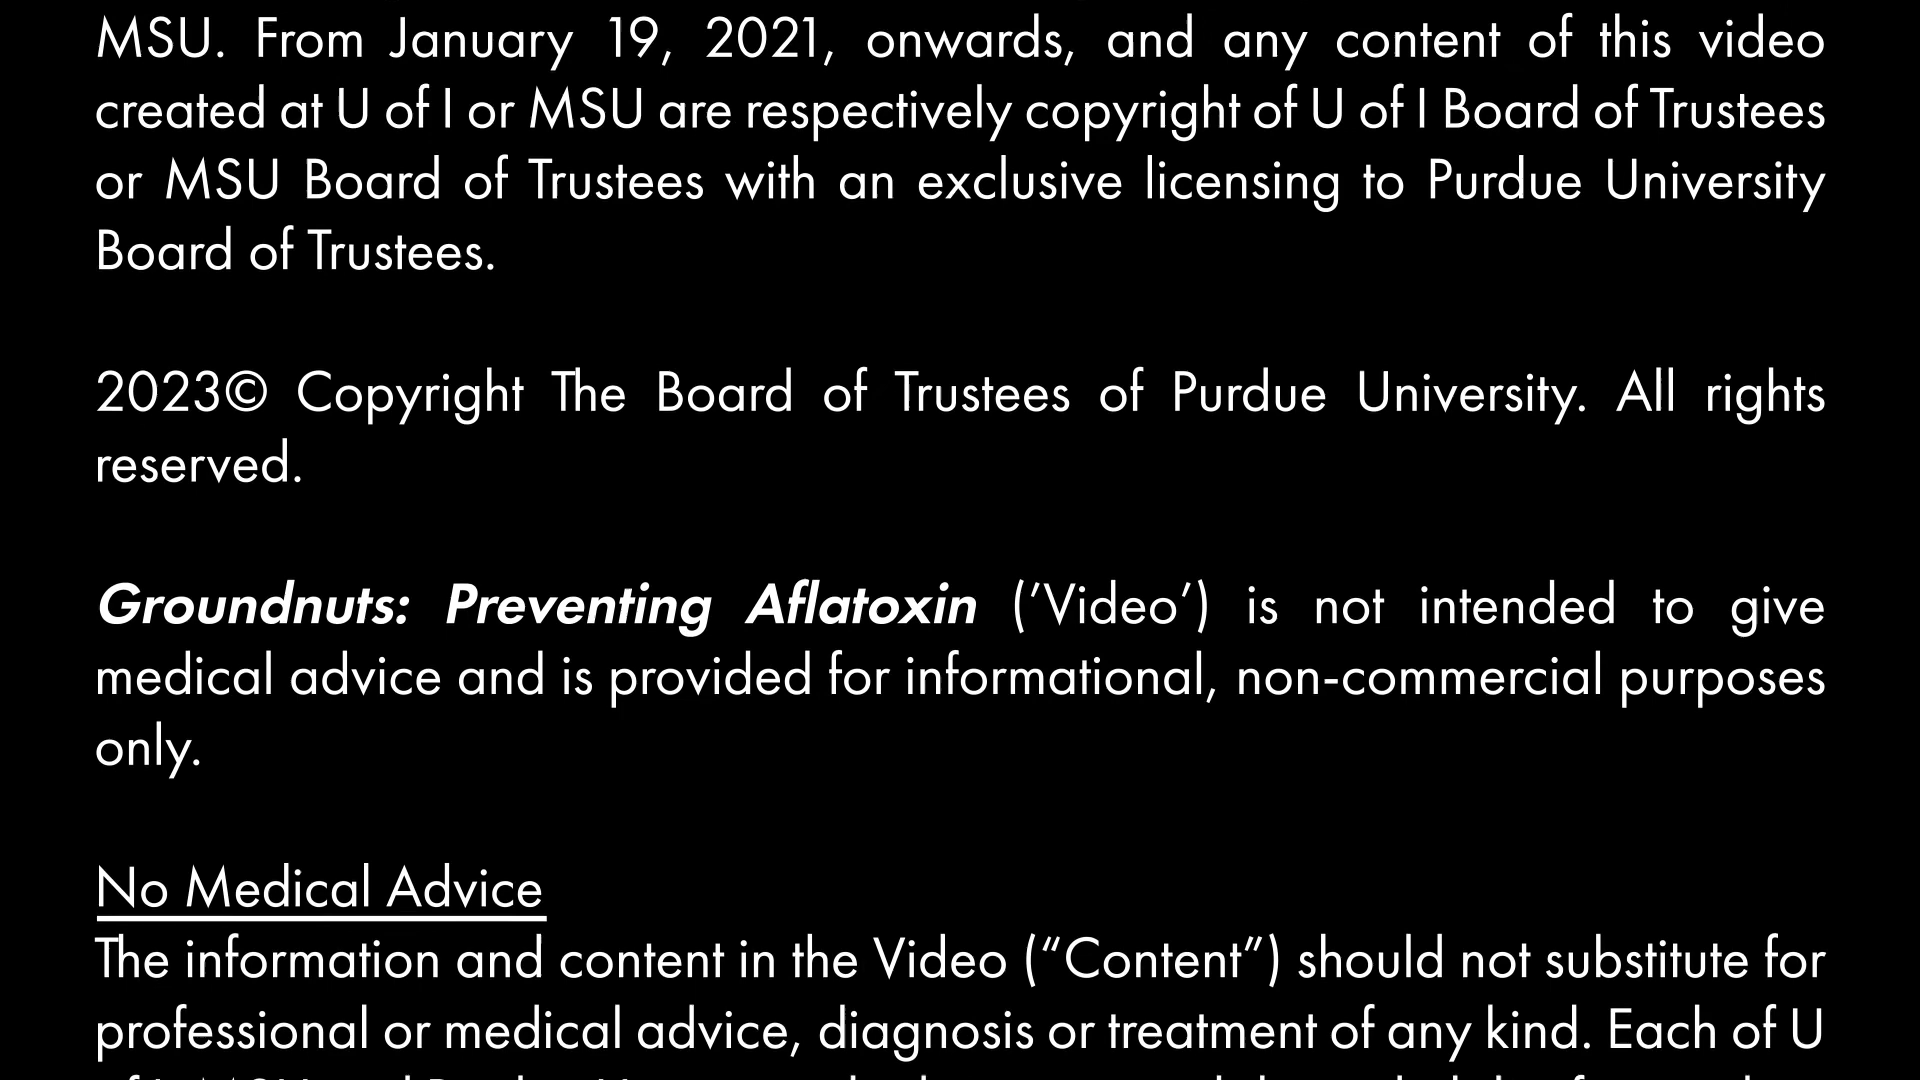 MSU. From January 19, 2021, onwards, and any content of this video
created at U of I or MSU are respectively copyright of U of I Board of Trustees
or MSU Board of Trustees with an exclusive licensing to Purdue University
Board of Trustees.
2023© Copyright The Board of Trustees of Purdue University. All rights
reserved.
Groundnuts: Preventing Aflatoxin (’Video’) is not intended to give
medical advice and is provided for informational, non-commercial purposes
only.
No Medical Advice
The information and content in the Video (“Content”) should not substitute for
professional or medical advice, diagnosis or treatment of any kind. Each of U